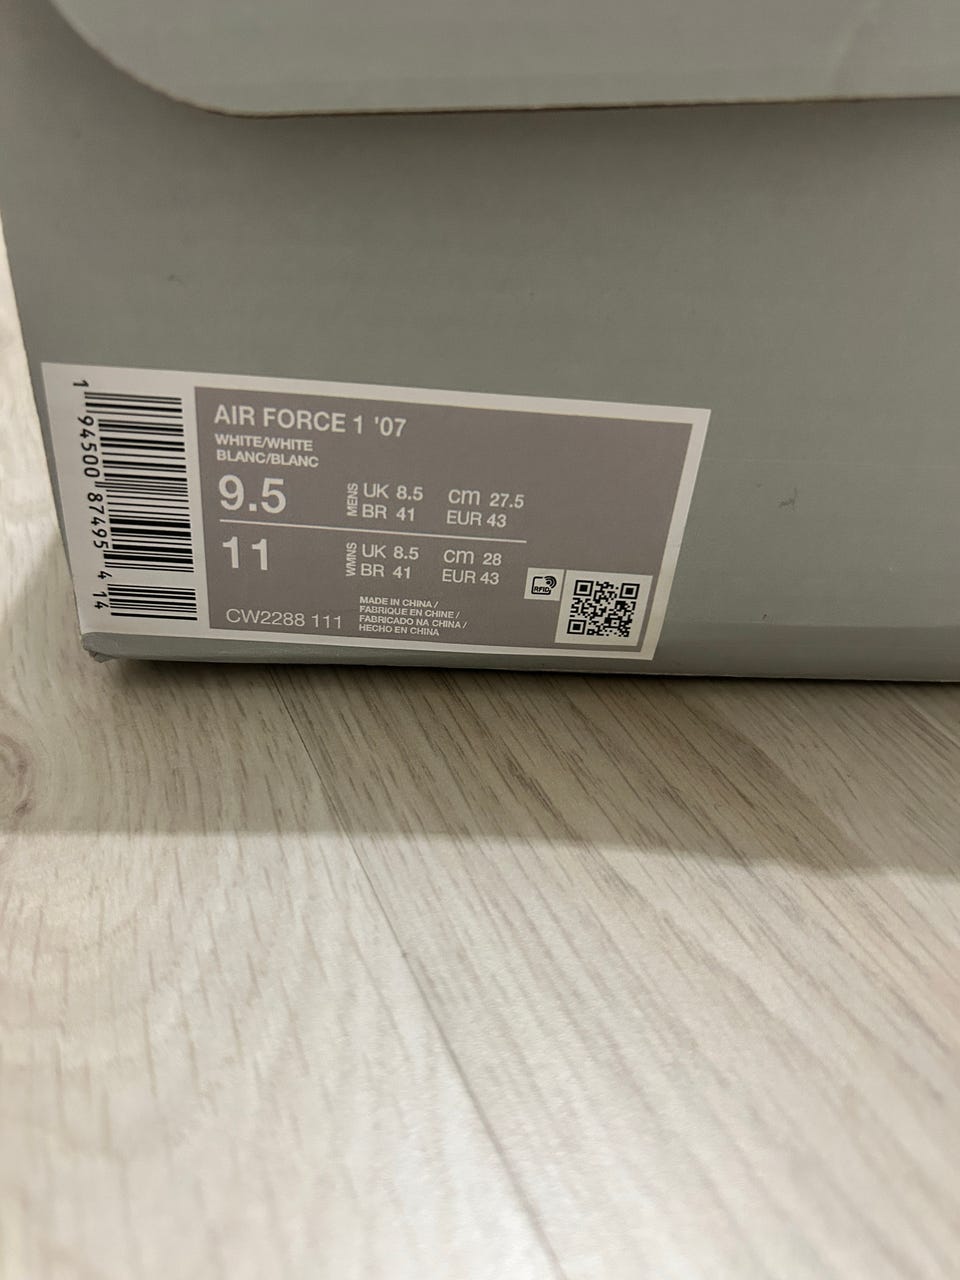 AIR FORCE 1 '07
WHITE/WHITE
BLANC/BLANC
9.5 MENS UK 8.5 cm 27.5
BR 41 EUR 43
11 WMNS UK 8.5 cm 28
BR 41 EUR 43
CW2288 111
MADE IN CHINA /
FABRIQUE EN CHINE /
FABRICADO NA CHINA /
HECHO EN CHINA
RFID
1 94500 87495 4 14